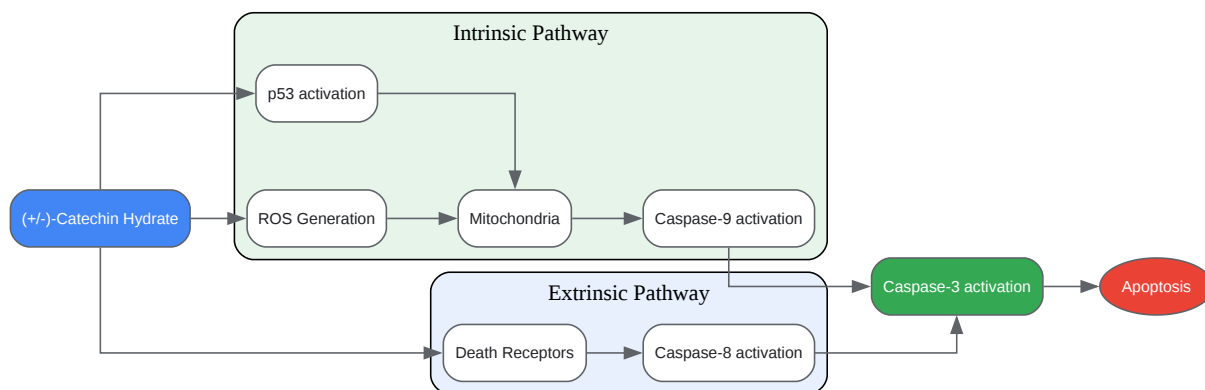 Intrinsic Pathway
p53 activation
(+/-)-Catechin Hydrate
ROS Generation
Mitochondria
Caspase-9 activation
Extrinsic Pathway
Caspase-3 activation
Apoptosis
Death Receptors
Caspase-8 activation